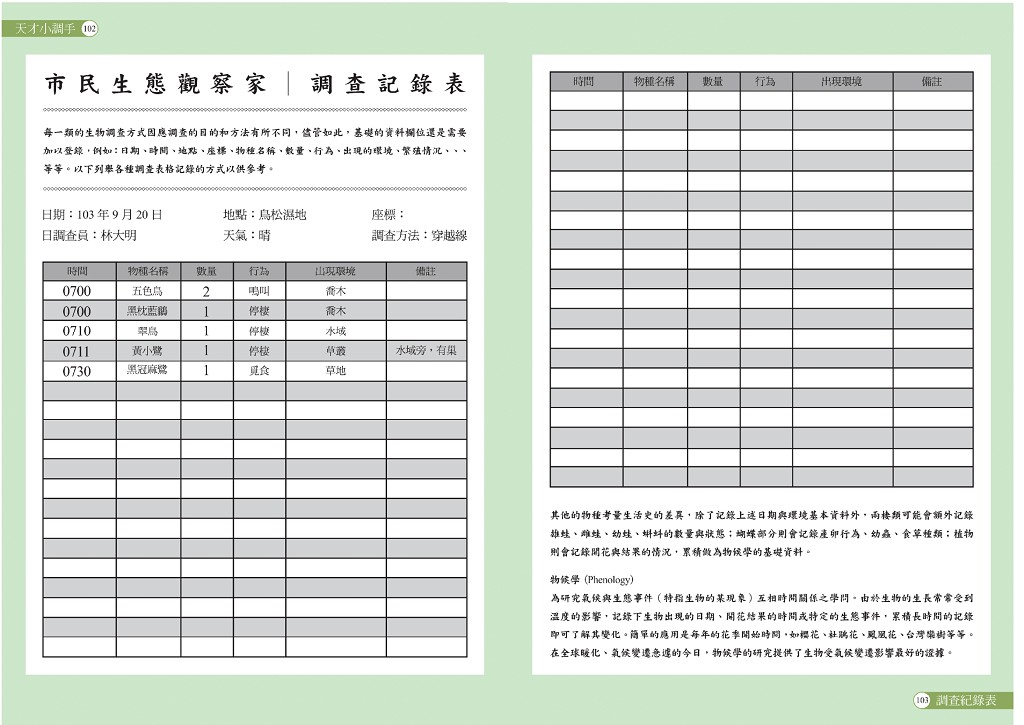 天才小調手 102
市民生態觀察家│調查記錄表
每一類的生物調查方式因應調查的目的和方法有所不同，儘管如此，基礎的資料欄位還是需要
加以登錄，例如：日期、時間、地點、座標、物種名稱、數量、行為、出現的環境、繁殖情況、、、
等等。以下列舉各種調查表格記錄的方式以供參考。
日期：103 年 9 月 20 日 地點：鳥松濕地 座標：
日調查員：林大明 天氣：晴 調查方法：穿越線
時間 物種名稱 數量 行為 出現環境 備註
0700 五色鳥 2 鳴叫 喬木
0700 黑枕藍鶲 1 停棲 喬木
0710 翠鳥 1 停棲 水域
0711 黃小鷺 1 停棲 草叢 水域旁，有巢
0730 黑冠麻鷺 1 覓食 草地
時間 物種名稱 數量 行為 出現環境 備註
其他的物種考量生活史的差異，除了記錄上述日期與環境基本資料外，兩棲類可能會額外記錄
雄蛙、雌蛙、幼蛙、蝌蚪的數量與狀態；蝴蝶部分則會記錄產卵行為、幼蟲、食草種類；植物
則會記錄開花與結果的情況，累積做為物候學的基礎資料。
物候學 (Phenology)
為研究氣候與生態事件（特指生物的某現象）互相時間關係之學問。由於生物的生長常常受到
溫度的影響，記錄下生物出現的日期、開花結果的時間或特定的生態事件，累積長時間的記錄
即可了解其變化。簡單的應用是每年的花季開始時間，如櫻花、杜鵑花、鳳凰花、台灣欒樹等等。
在全球暖化、氣候變遷急遽的今日，物候學的研究提供了生物受氣候變遷影響最好的證據。
103 調查紀錄表